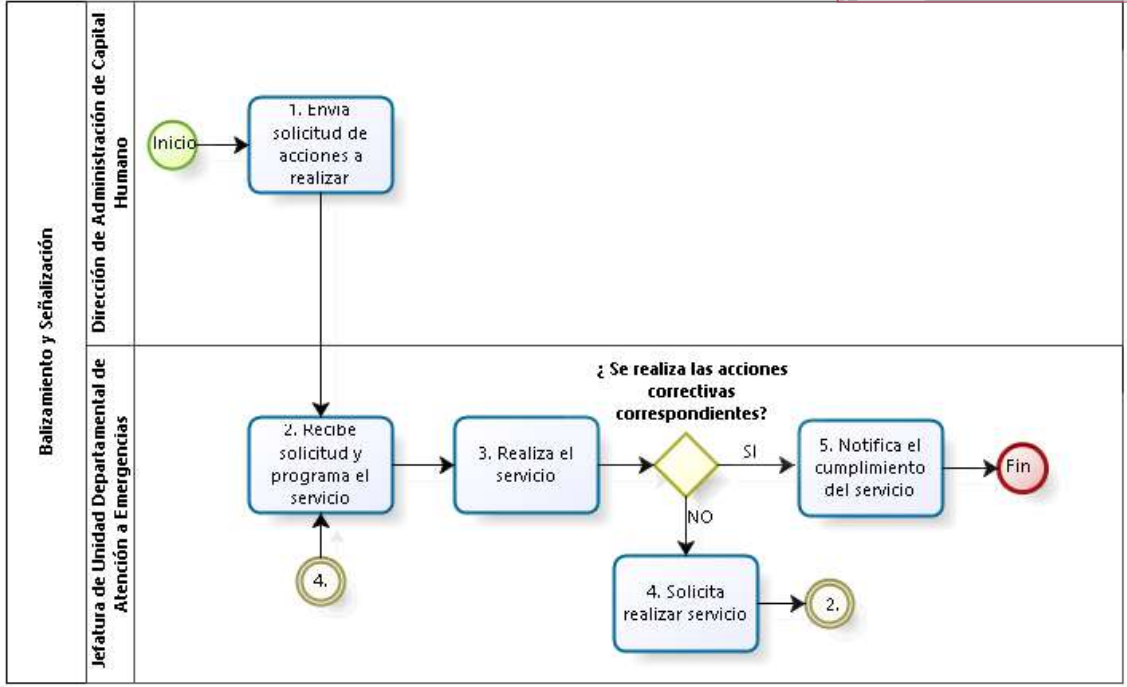 Balizamiento y Señalización
Dirección de Administración de Capital
Humano
Inicio
1. Envia
solicitud de
acciones a
realizar
Jefatura de Unidad Departamental de
Atención a Emergencias
2. Recibe
solicitud y
programa el
servicio
4.
3. Realiza el
servicio
¿ Se realiza las acciones
correctivas
correspondientes?
SI
NO
4. Solicita
realizar servicio
2.
5. Notifica el
cumplimiento
del servicio
Fin